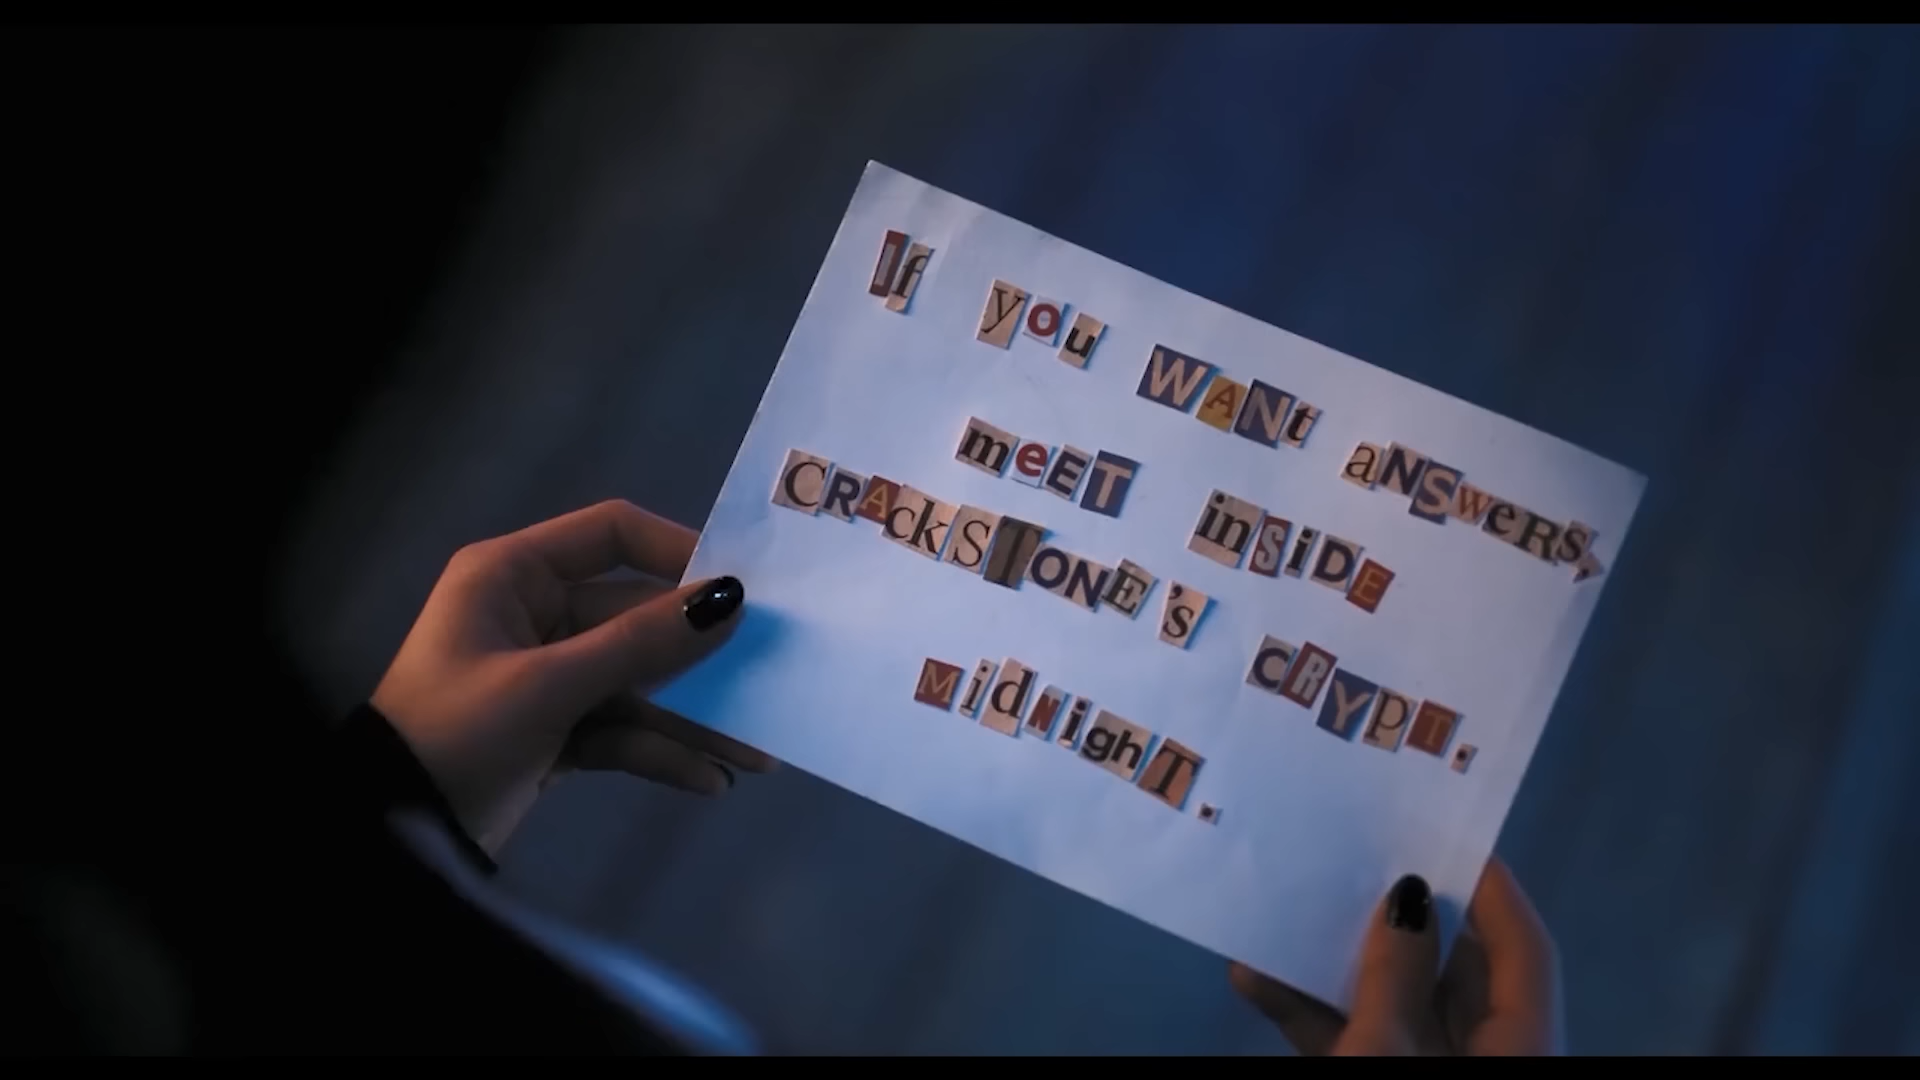 If you WANt aNSweRs,
meET inSiDE
CRAckSTONE's CRYpT.
MidNighT.